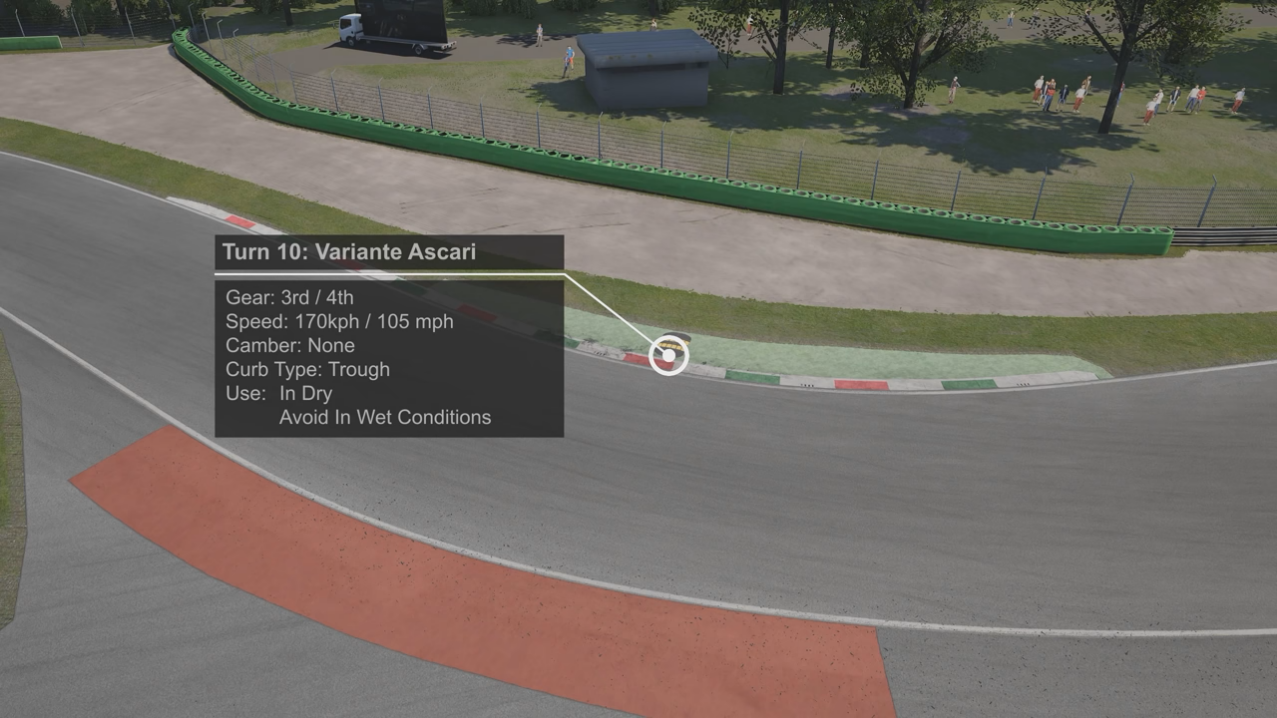 Turn 10: Variante Ascari
Gear: 3rd / 4th
Speed: 170kph / 105 mph
Camber: None
Curb Type: Trough
Use: In Dry
Avoid In Wet Conditions